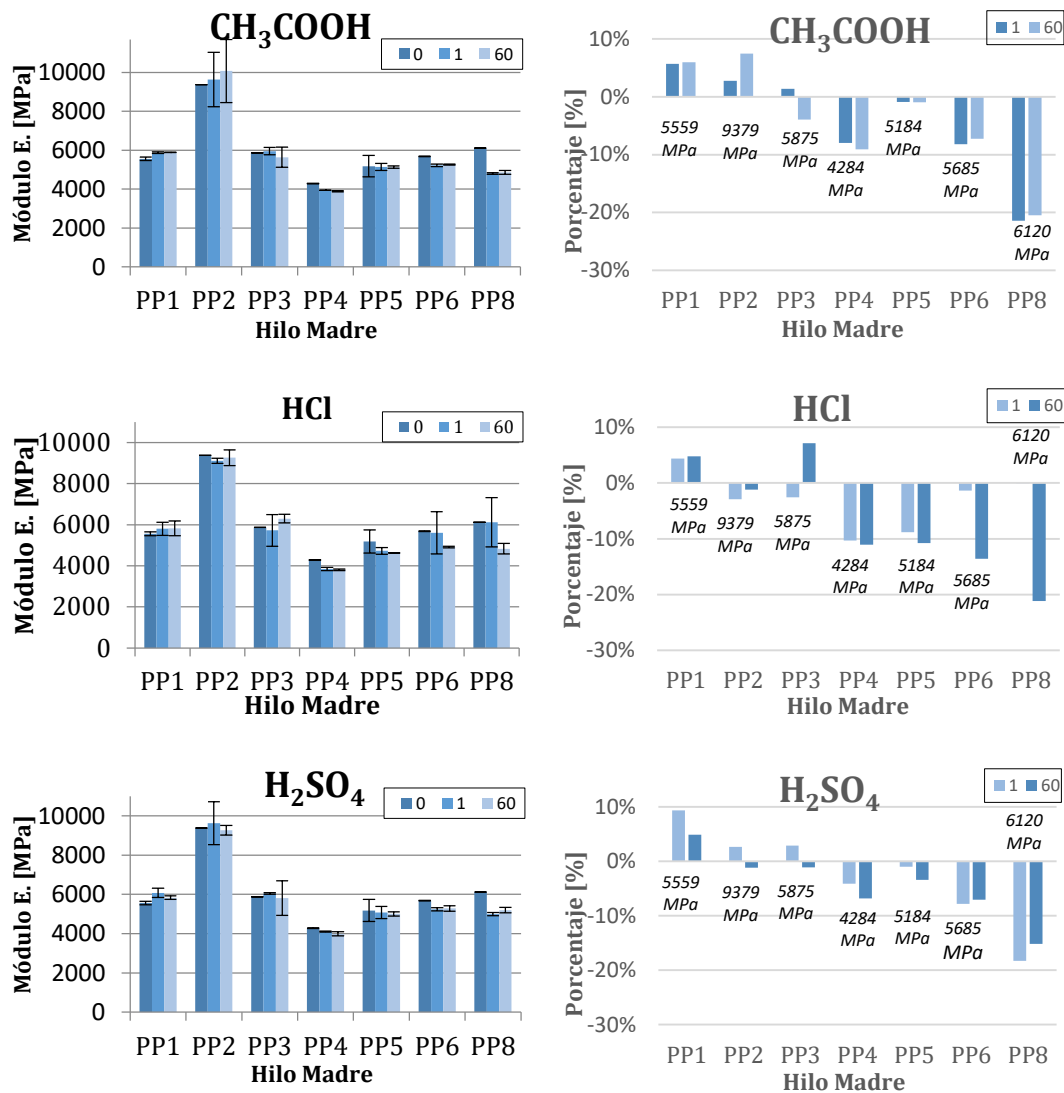 CH₃COOH
0 1 60
Módulo E. [MPa]
10000
8000
6000
4000
2000
0
PP1 PP2 PP3 PP4 PP5 PP6 PP8
Hilo Madre
CH₃COOH
1 60
Porcentaje [%]
10%
0%
-10%
-20%
-30%
5559
MPa
9379
MPa
5875
MPa
4284
MPa
5184
MPa
5685
MPa
6120
MPa
PP1 PP2 PP3 PP4 PP5 PP6 PP8
Hilo Madre
HCl
0 1 60
Módulo E. [MPa]
10000
8000
6000
4000
2000
0
PP1 PP2 PP3 PP4 PP5 PP6 PP8
Hilo Madre
HCl
1 60
Porcentaje [%]
10%
0%
-10%
-20%
-30%
5559
MPa
9379
MPa
5875
MPa
4284
MPa
5184
MPa
5685
MPa
6120
MPa
PP1 PP2 PP3 PP4 PP5 PP6 PP8
Hilo Madre
H₂SO₄
0 1 60
Módulo E. [MPa]
10000
8000
6000
4000
2000
0
PP1 PP2 PP3 PP4 PP5 PP6 PP8
Hilo Madre
H₂SO₄
1 60
Porcentaje [%]
10%
0%
-10%
-20%
-30%
5559
MPa
9379
MPa
5875
MPa
4284
MPa
5184
MPa
5685
MPa
6120
MPa
PP1 PP2 PP3 PP4 PP5 PP6 PP8
Hilo Madre